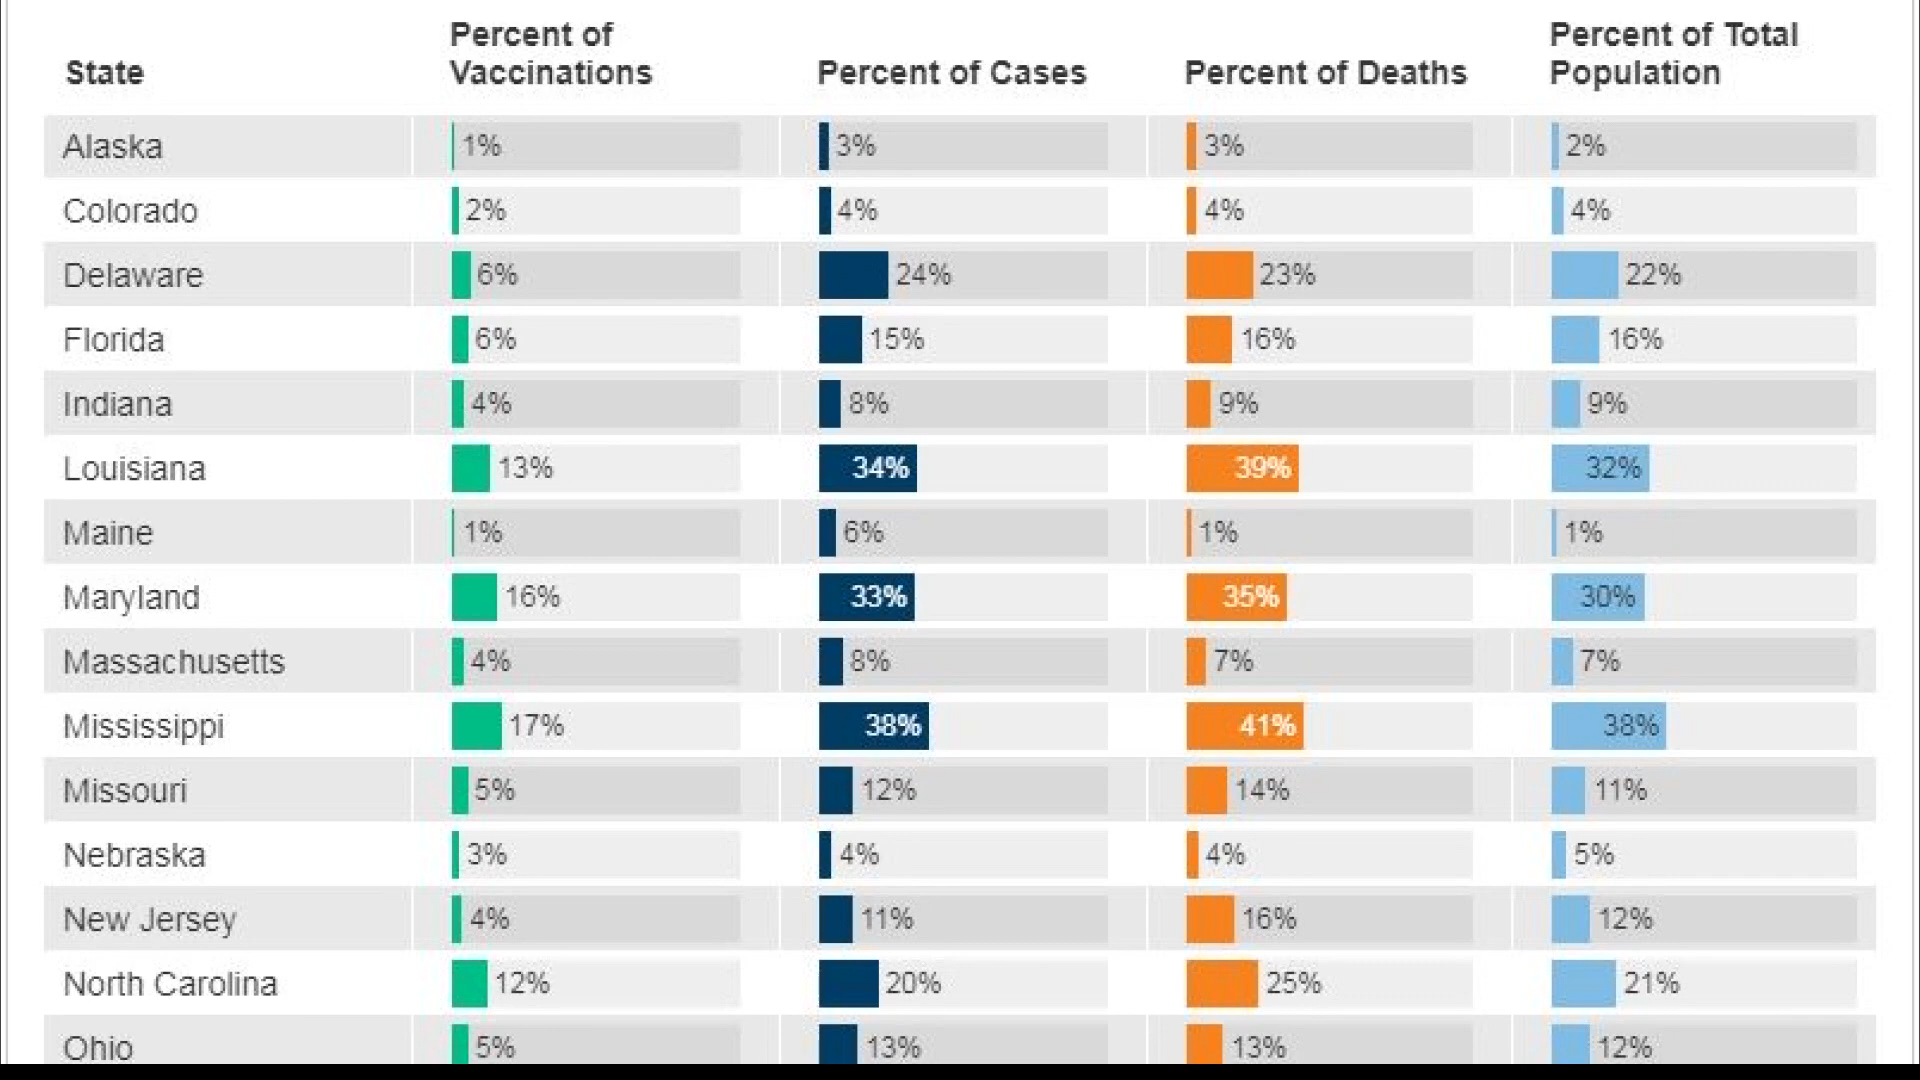 Percent of
Percent of Total
State Vaccinations Percent of Cases Percent of Deaths Population
Alaska 1% 3% 3% 2%
Colorado 2% 4% 4% 4%
Delaware 6% 24% 23% 22%
Florida 6% 15% 16% 16%
Indiana 4% 8% 9% 9%
Louisiana 13% 34% 39% 32%
Maine 1% 6% 1% 1%
Maryland 16% 33% 35% 30%
Massachusetts 4% 8% 7% 7%
Mississippi 17% 38% 41% 38%
Missouri 5% 12% 14% 11%
Nebraska 3% 4% 4% 5%
New Jersey 4% 11% 16% 12%
North Carolina 12% 20% 25% 21%
Ohio 5% 13% 13% 12%